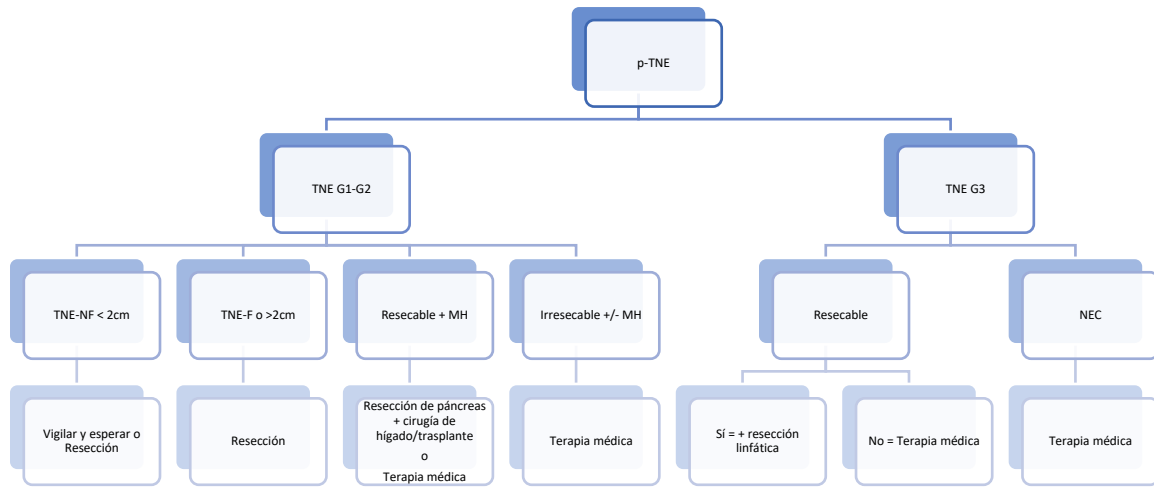 p-TNE
TNE G1-G2
TNE G3
TNE-NF < 2cm
TNE-F o >2cm
Resecable + MH
Irresecable +/- MH
Resecable
NEC
Vigilar y esperar o
Resección
Resección
Resección de páncreas
+ cirugía de
hígado/trasplante
o
Terapia médica
Terapia médica
Sí = + resección
linfática
No = Terapia médica
Terapia médica